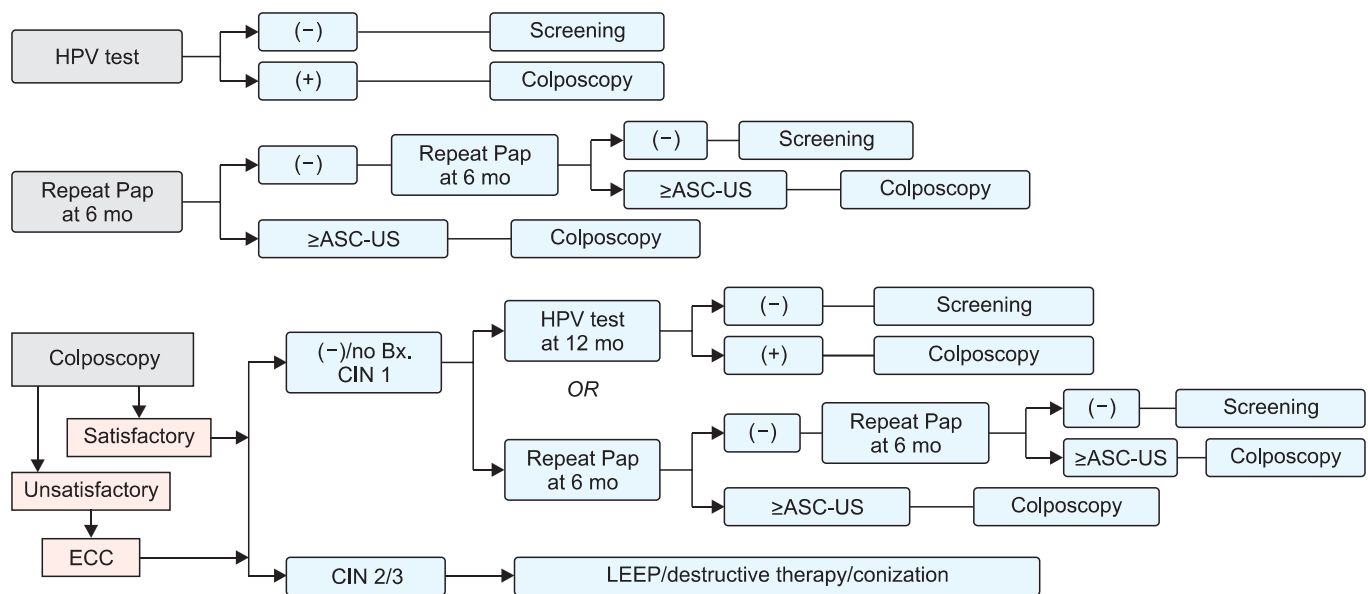 HPV test
(−)
Screening
(+)
Colposcopy
Repeat Pap
at 6 mo
(−)
Repeat Pap
at 6 mo
(−)
Screening
≥ASC-US
Colposcopy
≥ASC-US
Colposcopy
Colposcopy
Satisfactory
Unsatisfactory
ECC
(−)/no Bx.
CIN 1
HPV test
at 12 mo
(−)
Screening
(+)
Colposcopy
OR
Repeat Pap
at 6 mo
(−)
Repeat Pap
at 6 mo
(−)
Screening
≥ASC-US
Colposcopy
≥ASC-US
Colposcopy
CIN 2/3
LEEP/destructive therapy/conization